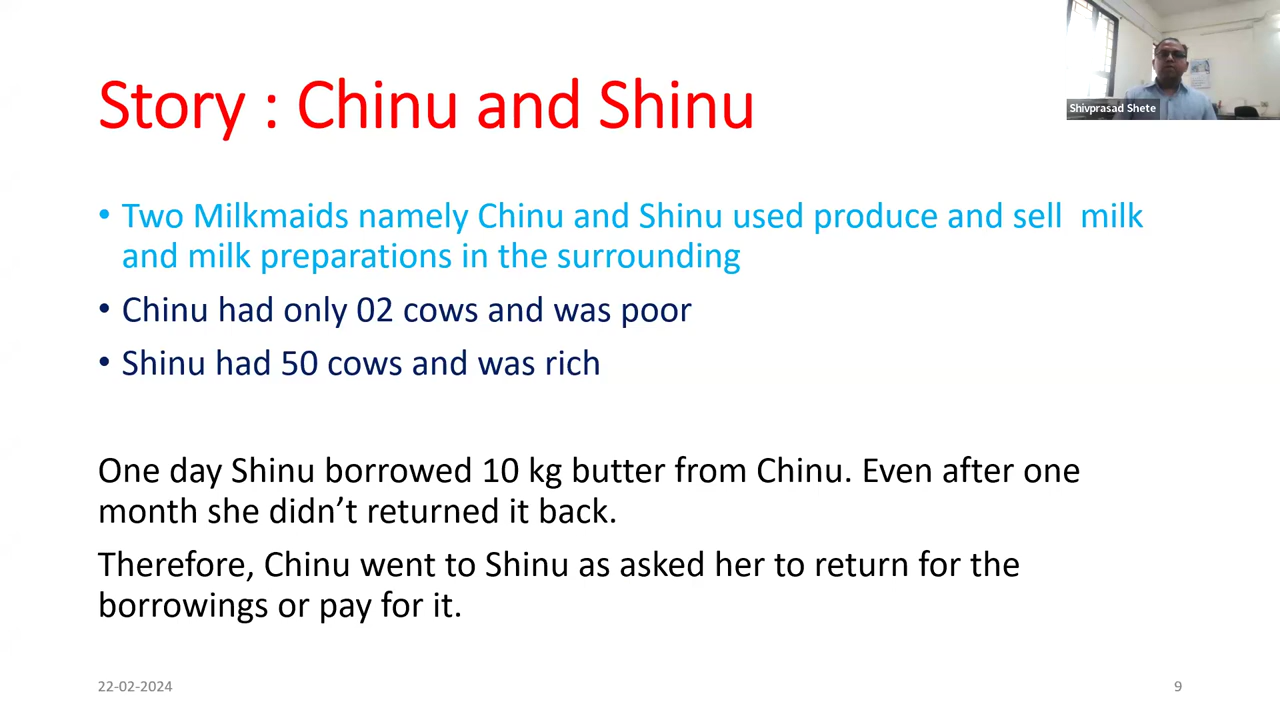 Shivprasad Shete
Story : Chinu and Shinu
• Two Milkmaids namely Chinu and Shinu used produce and sell  milk
and milk preparations in the surrounding
• Chinu had only 02 cows and was poor
• Shinu had 50 cows and was rich
One day Shinu borrowed 10 kg butter from Chinu. Even after one
month she didn’t returned it back.
Therefore, Chinu went to Shinu as asked her to return for the
borrowings or pay for it.
22-02-2024
9